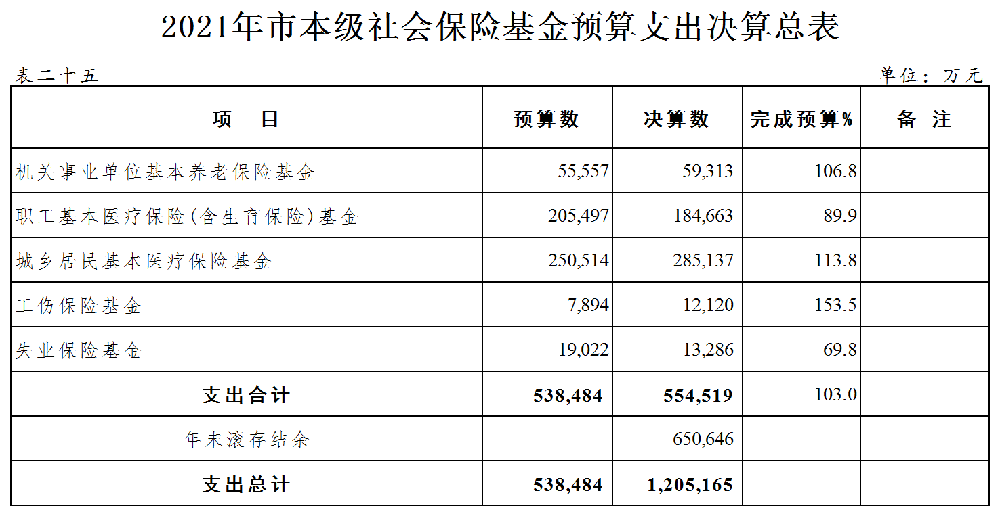 2021年市本级社会保险基金预算支出决算总表
表二十五 单位：万元
项 目 预算数 决算数 完成预算% 备 注
机关事业单位基本养老保险基金 55,557 59,313 106.8
职工基本医疗保险(含生育保险)基金 205,497 184,663 89.9
城乡居民基本医疗保险基金 250,514 285,137 113.8
工伤保险基金 7,894 12,120 153.5
失业保险基金 19,022 13,286 69.8
支出合计 538,484 554,519 103.0
年末滚存结余 650,646
支出总计 538,484 1,205,165